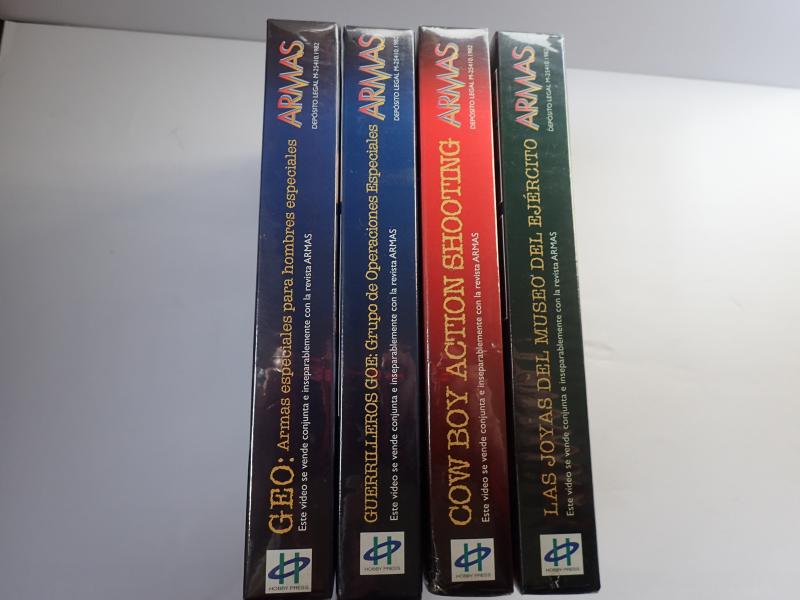 GEO: Armas especiales para hombres especiales
Este vídeo se vende conjunta e inseparablemente con la revista ARMAS
ARMAS
DEPÓSITO LEGAL M-25410.1982
HOBBY PRESS
GUERRILLEROS GOE: Grupo de Operaciones Especiales
Este vídeo se vende conjunta e inseparablemente con la revista ARMAS
ARMAS
DEPÓSITO LEGAL M-25410.1982
HOBBY PRESS
COW BOY ACTION SHOOTING
Este vídeo se vende conjunta e inseparablemente con la revista ARMAS
ARMAS
DEPÓSITO LEGAL M-25410.1982
HOBBY PRESS
LAS JOYAS DEL MUSEO DEL EJÉRCITO
Este vídeo se vende conjunta e inseparablemente con la revista ARMAS
ARMAS
DEPÓSITO LEGAL M-25410.1982
HOBBY PRESS